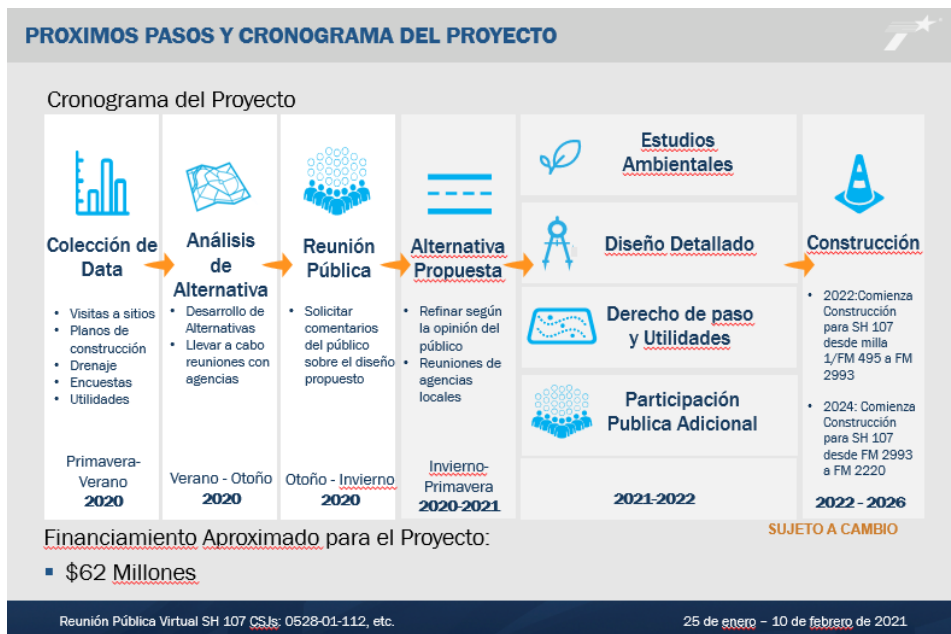 PROXIMOS PASOS Y CRONOGRAMA DEL PROYECTO
Cronograma del Proyecto
Colección de
Data
• Visitas a sitios
• Planos de
construcción
• Drenaje
• Encuestas
• Utilidades
Primavera-
Verano
2020
Análisis
de
Alternativa
• Desarrollo de
Alternativas
• Llevar a cabo
reuniones con
agencias
Verano - Otoño
2020
Reunión
Pública
• Solicitar
comentarios
del público
sobre el diseño
propuesto
Otoño - Invierno
2020
Alternativa
Propuesta
• Refinar según
la opinión del
público
• Reuniones de
agencias
locales
Invierno-
Primavera
2020-2021
Estudios
Ambientales
Diseño Detallado
Derecho de paso
y Utilidades
Participación
Publica Adicional
2021-2022
Construcción
• 2022:Comienza
Construcción
para SH 107
desde milla
1/FM 495 a FM
2993
• 2024: Comienza
Construcción
para SH 107
desde FM 2993
a FM 2220
2022 - 2026
SUJETO A CAMBIO
Financiamiento Aproximado para el Proyecto:
▪ $62 Millones
Reunión Pública Virtual SH 107 CSJs: 0528-01-112, etc.
25 de enero – 10 de febrero de 2021